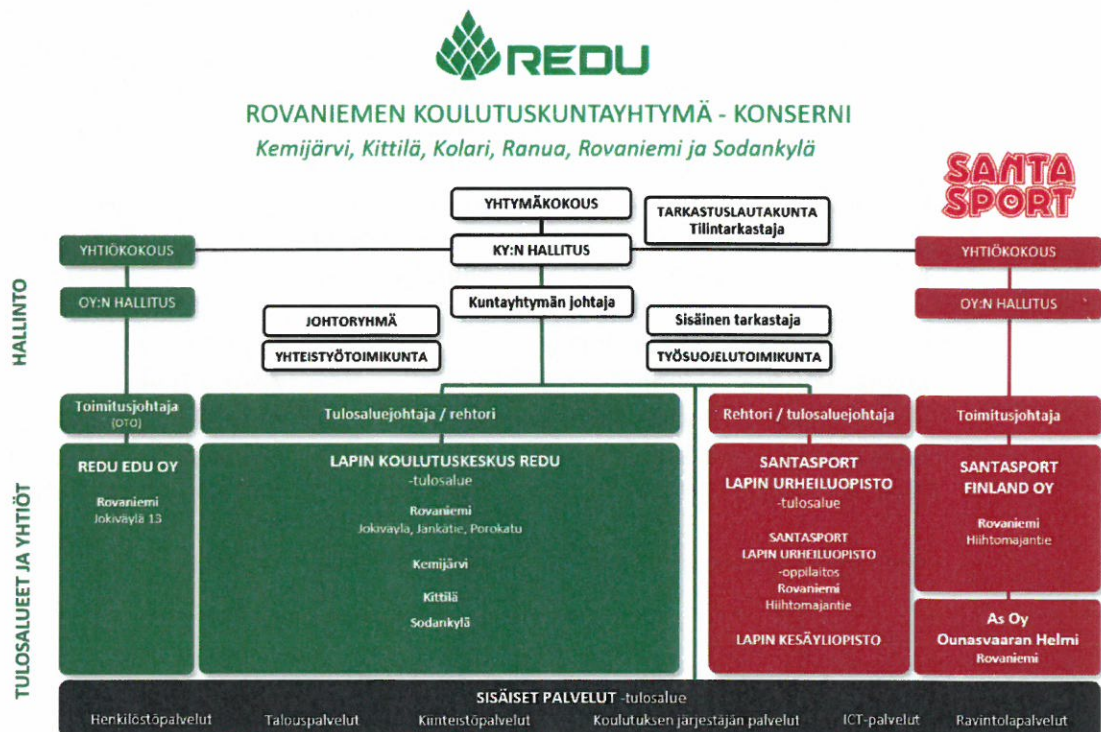 REDU
ROVANIEMEN KOULUTUSKUNTAYHTYMÄ - KONSERNI
Kemijärvi, Kittilä, Kolari, Ranua, Rovaniemi ja Sodankylä
SANTA
SPORT
HALLINTO
YHTYMÄKOKOUS
TARKASTUSLAUTAKUNTA
Tilintarkastaja
YHTIÖKOKOUS
KY:N HALLITUS
YHTIÖKOKOUS
OY:N HALLITUS
Kuntayhtymän johtaja
OY:N HALLITUS
JOHTORYHMÄ
Sisäinen tarkastaja
YHTEISTYÖTOIMIKUNTA
TYÖSUOJELUTOIMIKUNTA
TULOSALUEET JA YHTIÖT
Toimitusjohtaja
(OTO)
Tulosaluejohtaja / rehtori
Rehtori / tulosaluejohtaja
Toimitusjohtaja
REDU EDU OY
Rovaniemi
Jokiväylä 13
LAPIN KOULUTUSKESKUS REDU
-tulosalue
Rovaniemi
Jokiväylä, Jänkätie, Porokatu
Kemijärvi
Kittilä
Sodankylä
SANTASPORT
LAPIN URHEILUOPISTO
-tulosalue
SANTASPORT
LAPIN URHEILUOPISTO
-oppilaitos
Rovaniemi
Hiihtomajantie
LAPIN KESÄYLIOPISTO
SANTASPORT
FINLAND OY
Rovaniemi
Hiihtomajantie
As Oy
Ounasvaaran Helmi
Rovaniemi
SISÄISET PALVELUT -tulosalue
Henkilöstöpalvelut Talouspalvelut Kiinteistöpalvelut Koulutuksen järjestäjän palvelut ICT-palvelut Ravintolapalvelut